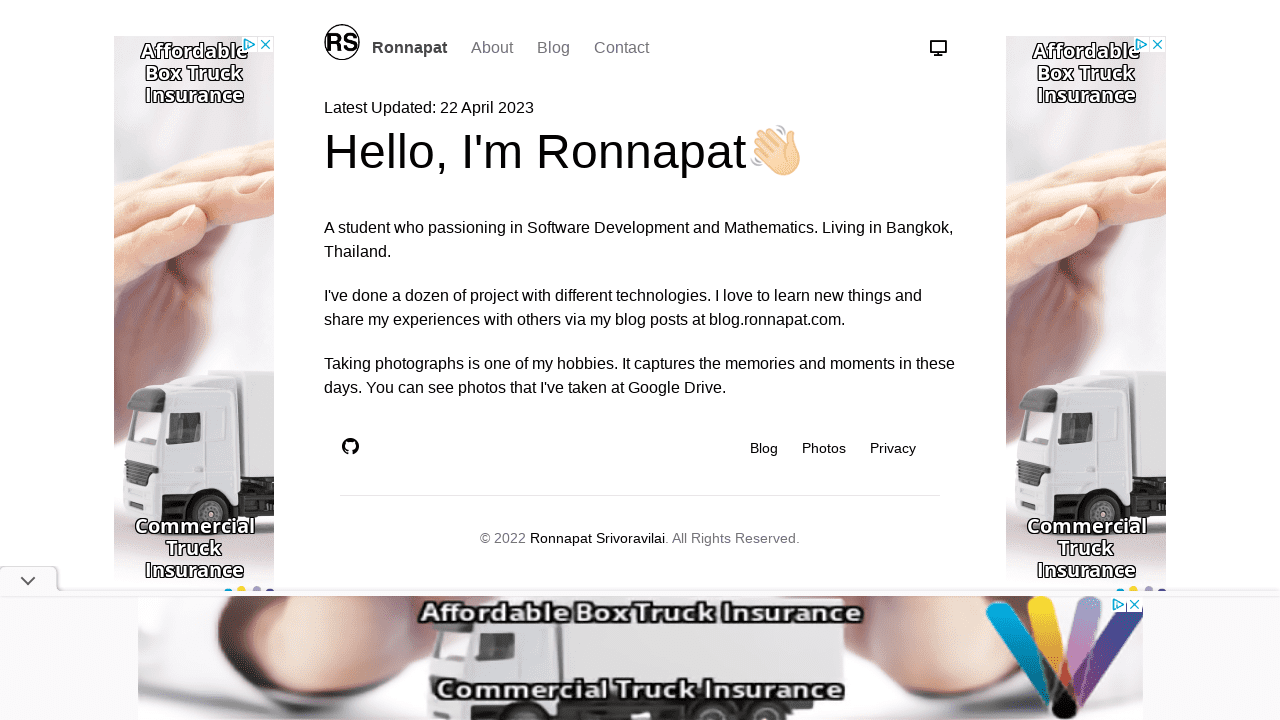 RS
Ronnapat About Blog Contact
Latest Updated: 22 April 2023
Hello, I'm Ronnapat
A student who passioning in Software Development and Mathematics. Living in Bangkok,
Thailand.
I've done a dozen of project with different technologies. I love to learn new things and
share my experiences with others via my blog posts at blog.ronnapat.com.
Taking photographs is one of my hobbies. It captures the memories and moments in these
days. You can see photos that I've taken at Google Drive.
Blog Photos Privacy
© 2022 Ronnapat Srivoravilai. All Rights Reserved.
Affordable
Box Truck
Insurance
Commercial
Truck
Insurance
Affordable
Box Truck
Insurance
Commercial
Truck
Insurance
Affordable Box Truck Insurance
Commercial Truck Insurance